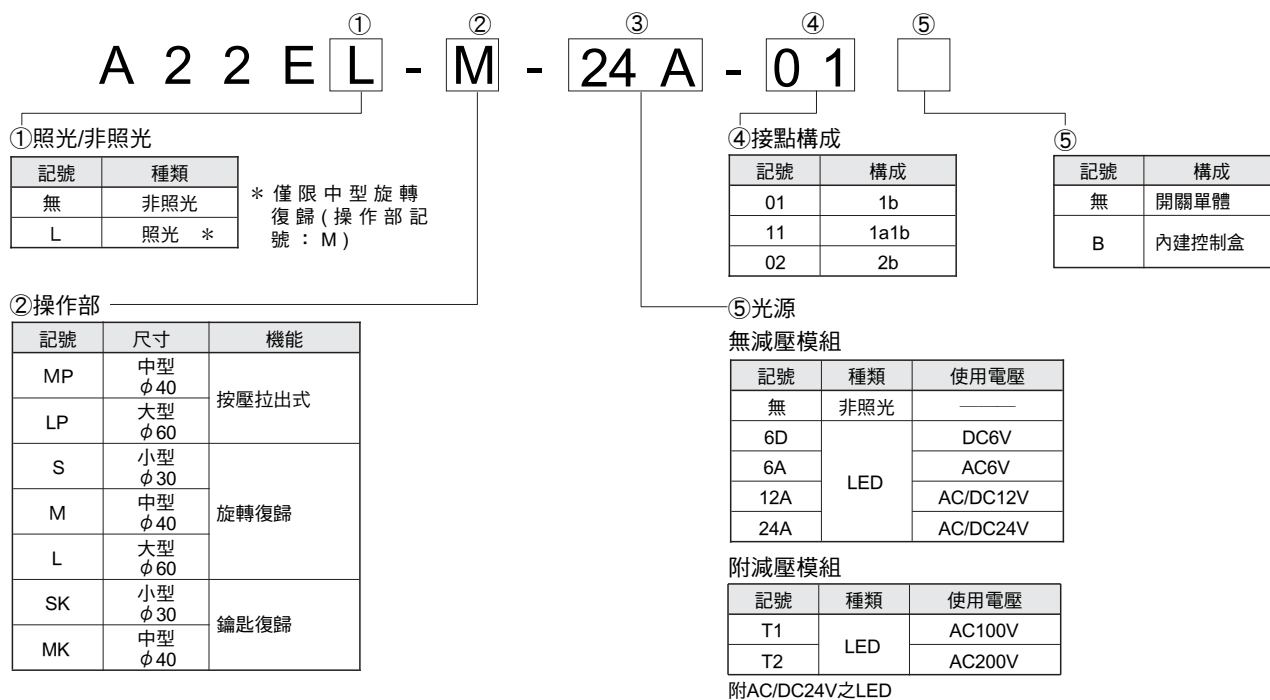 ① ② ③ ④ ⑤
A22E L - M - 24 A - 01
①照光/非照光
記號 種類
無 非照光
L 照光 ＊
＊僅限中型旋轉
復歸(操作部記
號：M)
②操作部
記號 尺寸 機能
MP 中型
φ40
按壓拉出式
LP 大型
φ60
S 小型
φ30
M 中型
φ40
旋轉復歸
L 大型
φ60
SK 小型
φ30
鑰匙復歸
MK 中型
φ40
④接點構成
記號 構成
01 1b
11 1a1b
02 2b
⑤
記號 構成
無 開關單體
B 內建控制盒
⑤光源
無減壓模組
記號 種類 使用電壓
無 非照光 ———
6D DC6V
6A AC6V
LED
12A AC/DC12V
24A AC/DC24V
附減壓模組
記號 種類 使用電壓
T1 AC100V
LED
T2 AC200V
附AC/DC24V之LED